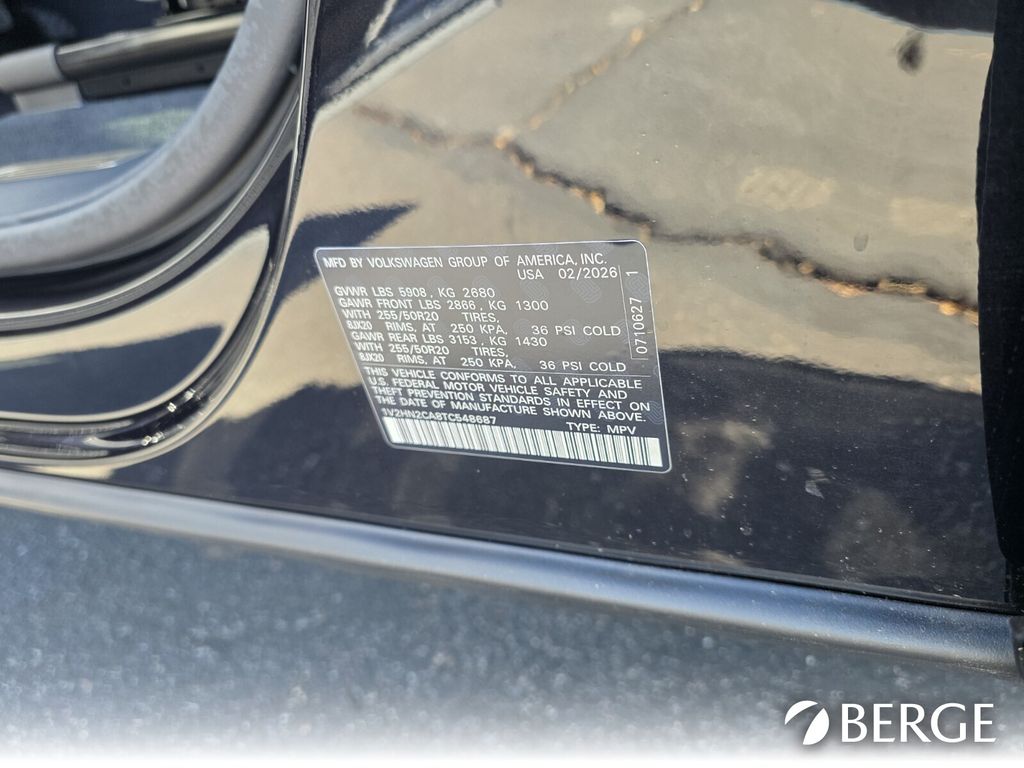 MFD BY VOLKSWAGEN GROUP OF AMERICA, INC.
USA 02/2026
GVWR LBS 5908, KG 2680
GAWR FRONT LBS 2866, KG 1300
WITH 255/50R20 TIRES,
8JX20 RIMS, AT 250 KPA, 36 PSI COLD
GAWR REAR LBS 3153, KG 1430
WITH 255/50R20 TIRES,
8JX20 RIMS, AT 250 KPA, 36 PSI COLD
THIS VEHICLE CONFORMS TO ALL APPLICABLE
U.S. FEDERAL MOTOR VEHICLE SAFETY AND
THEFT PREVENTION STANDARDS IN EFFECT ON
THE DATE OF MANUFACTURE SHOWN ABOVE.
1V2HN2CA8TC548687
TYPE: MPV
0710627 1
BERGE